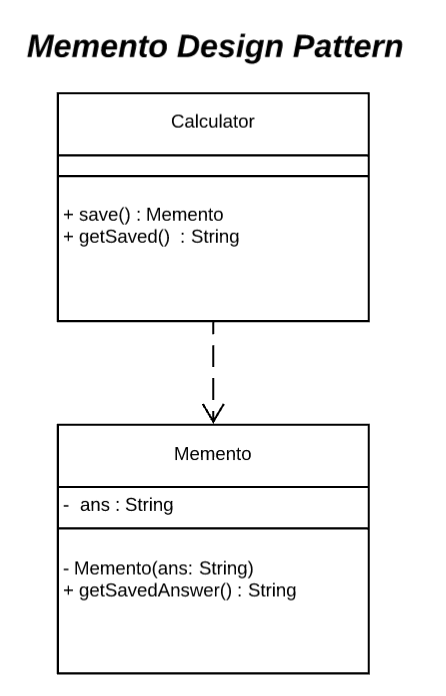 Memento Design Pattern
Calculator
+ save() : Memento
+ getSaved()  : String
Memento
-  ans : String
- Memento(ans: String)
+ getSavedAnswer() : String